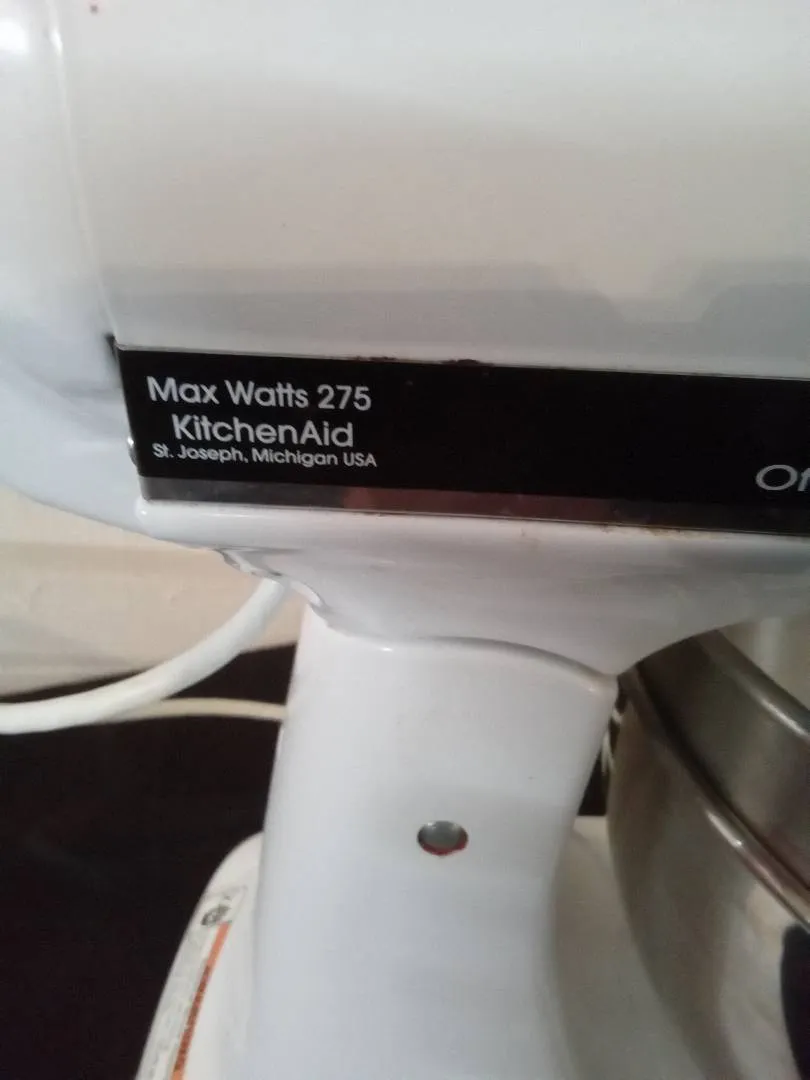 Max Watts 275
KitchenAid
St. Joseph, Michigan USA